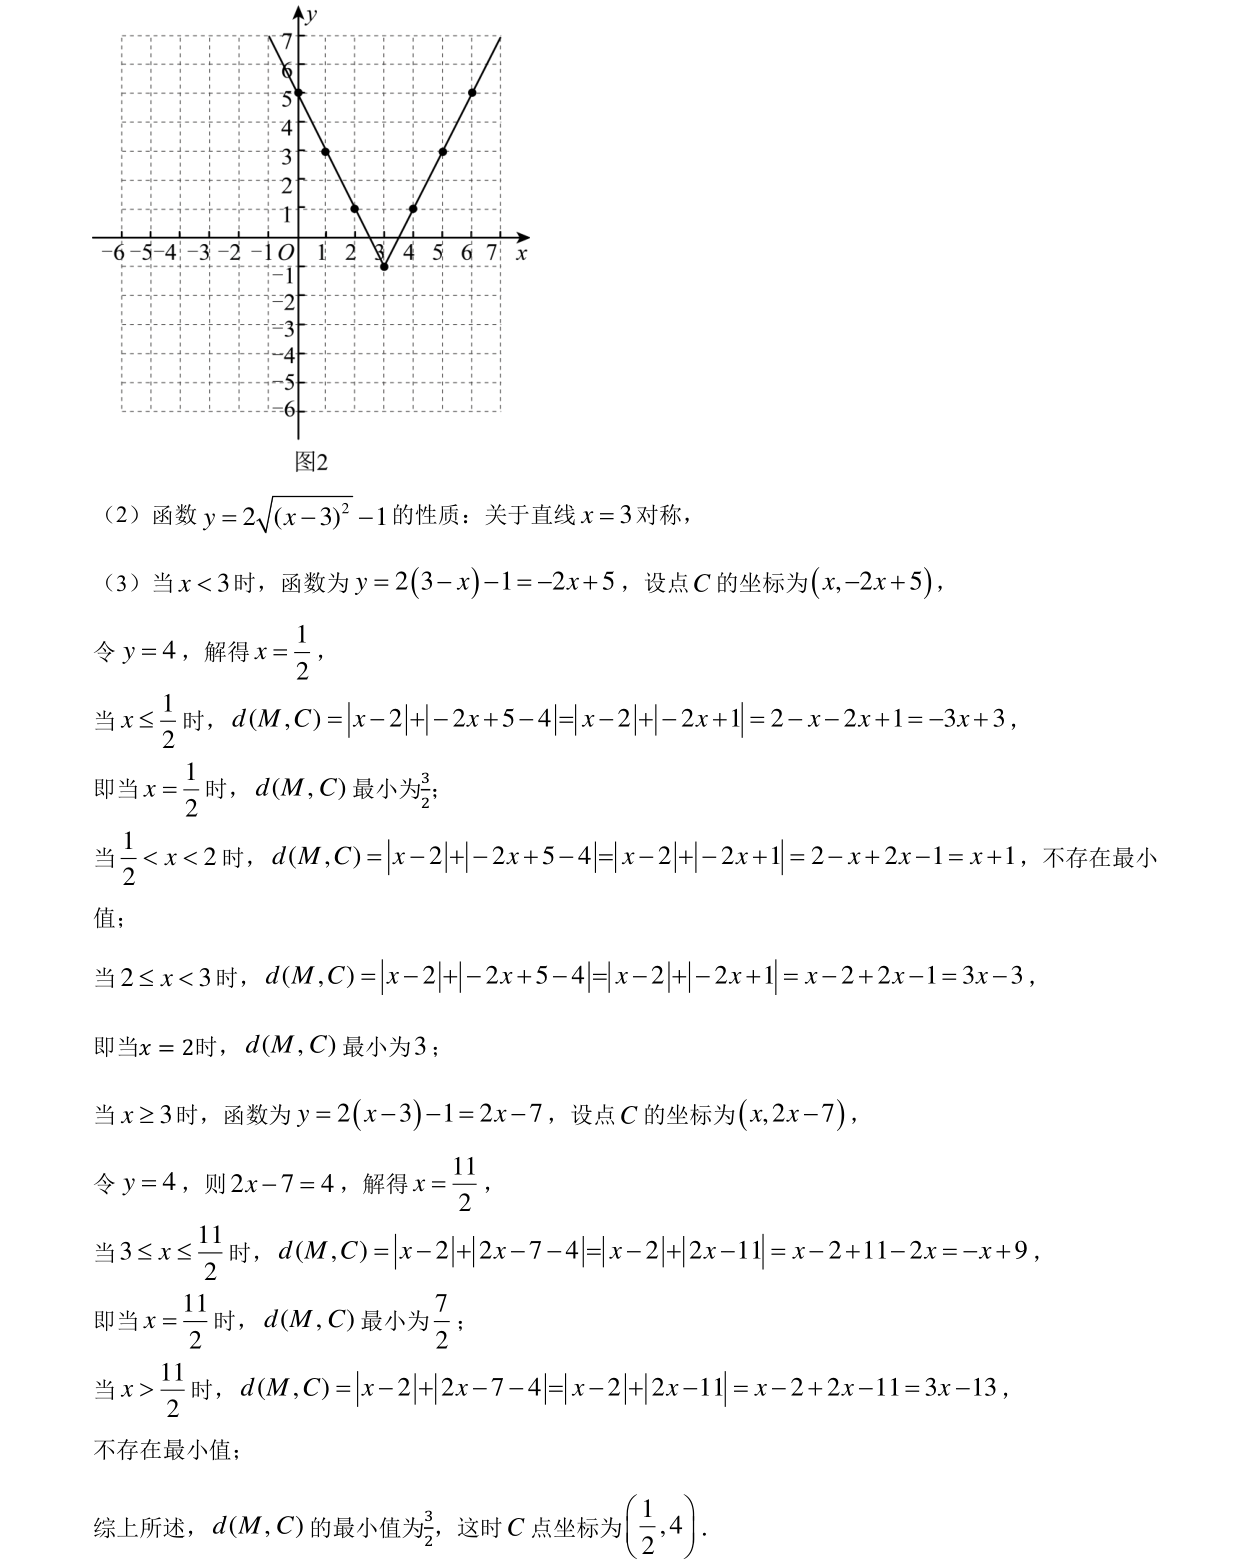 y
7
6
5
4
3
2
1
−6 −5 −4 −3 −2 −1 O 1 2 3 4 5 6 7 x
−1
−2
−3
−4
−5
−6
图2
（2）函数 y = 2√((x−3)²) −1 的性质：关于直线 x = 3 对称，
（3）当 x < 3 时，函数为 y = 2(3−x)−1 = −2x+5，设点 C 的坐标为 (x,−2x+5)，
令 y = 4，解得 x = 1/2，
当 x ≤ 1/2 时，d(M,C) = |x−2|+|−2x+5−4|=|x−2|+|−2x+1| = 2−x−2x+1 = −3x+3，
即当 x = 1/2 时，d(M,C) 最小为 3/2；
当 1/2 < x < 2 时，d(M,C) = |x−2|+|−2x+5−4|=|x−2|+|−2x+1| = 2−x+2x−1 = x+1，不存在最小
值；
当 2 ≤ x < 3 时，d(M,C) = |x−2|+|−2x+5−4|=|x−2|+|−2x+1| = x−2+2x−1 = 3x−3，
即当x = 2时，d(M,C) 最小为 3；
当 x ≥ 3 时，函数为 y = 2(x−3)−1 = 2x−7，设点 C 的坐标为 (x,2x−7)，
令 y = 4，则 2x−7 = 4，解得 x = 11/2，
当 3 ≤ x ≤ 11/2 时，d(M,C) = |x−2|+|2x−7−4|=|x−2|+|2x−11| = x−2+11−2x = −x+9，
即当 x = 11/2 时，d(M,C) 最小为 7/2；
当 x > 11/2 时，d(M,C) = |x−2|+|2x−7−4|=|x−2|+|2x−11| = x−2+2x−11 = 3x−13，
不存在最小值；
综上所述，d(M,C) 的最小值为 3/2，这时 C 点坐标为 (1/2,4)．